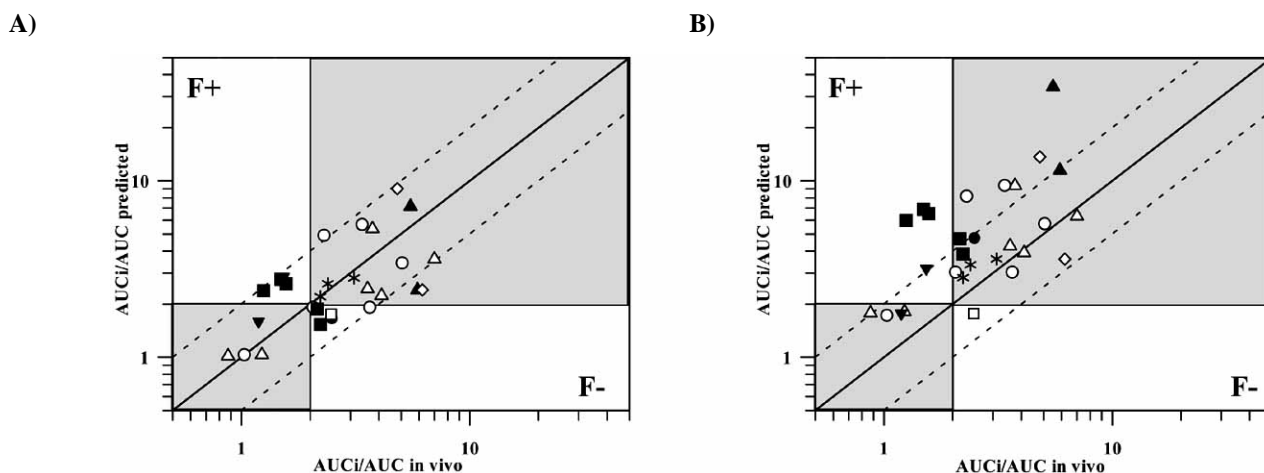 A)
F+
10
AUCi/AUC predicted
1
F-
1
10
AUCi/AUC in vivo
B)
F+
10
AUCi/AUC predicted
1
F-
1
10
AUCi/AUC in vivo